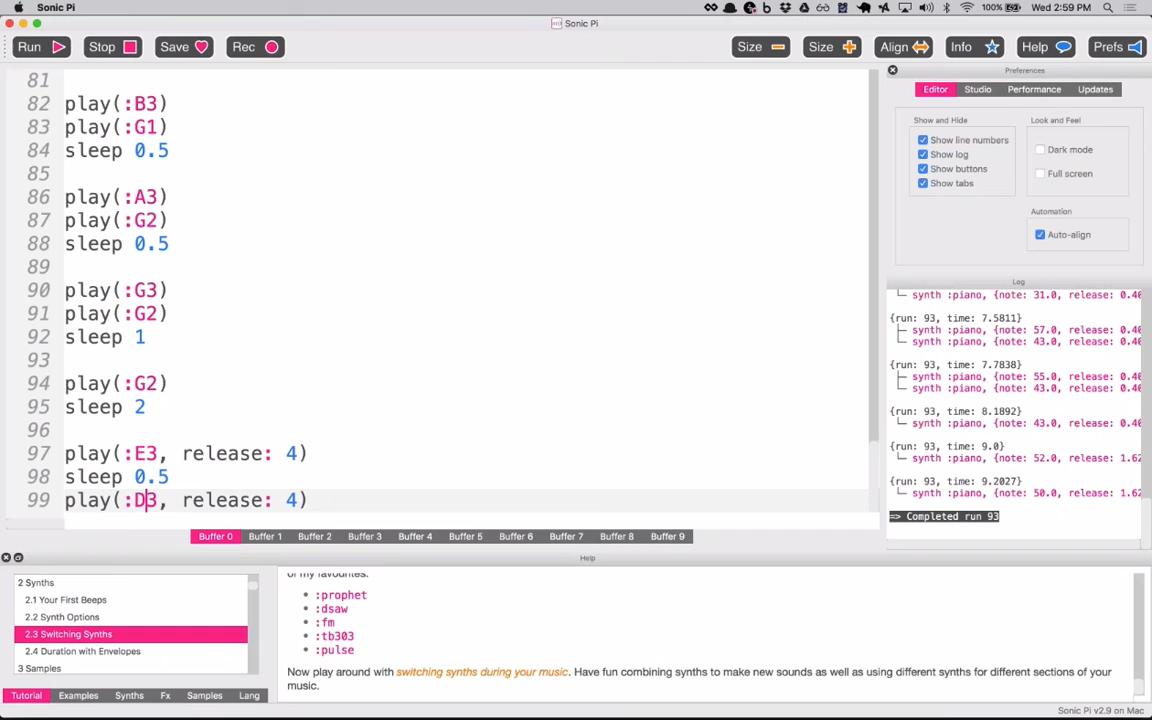 Sonic Pi
100%
Wed 2:59 PM
Sonic Pi
Run
Stop
Save
Rec
Size
Size
Align
Info
Help
Prefs
81
82 play(:B3)
83 play(:G1)
84 sleep 0.5
85
86 play(:A3)
87 play(:G2)
88 sleep 0.5
89
90 play(:G3)
91 play(:G2)
92 sleep 1
93
94 play(:G2)
95 sleep 2
96
97 play(:E3, release: 4)
98 sleep 0.5
99 play(:D3, release: 4)
Preferences
Editor Studio Performance Updates
Show and Hide
Show line numbers
Show log
Show buttons
Show tabs
Look and Feel
Dark mode
Full screen
Automation
Auto-align
Log
synth :piano, {note: 31.0, release: 0.40
{run: 93, time: 7.5811}
synth :piano, {note: 57.0, release: 0.40
synth :piano, {note: 43.0, release: 0.40
{run: 93, time: 7.7838}
synth :piano, {note: 55.0, release: 0.40
synth :piano, {note: 43.0, release: 0.40
{run: 93, time: 8.1892}
synth :piano, {note: 43.0, release: 0.40
{run: 93, time: 9.0}
synth :piano, {note: 52.0, release: 1.62
{run: 93, time: 9.2027}
synth :piano, {note: 50.0, release: 1.62
=> Completed run 93
Buffer 0 Buffer 1 Buffer 2 Buffer 3 Buffer 4 Buffer 5 Buffer 6 Buffer 7 Buffer 8 Buffer 9
Help
2 Synths
2.1 Your First Beeps
2.2 Synth Options
2.3 Switching Synths
2.4 Duration with Envelopes
3 Samples
Tutorial Examples Synths Fx Samples Lang
of my favourites:
• :prophet
• :dsaw
• :fm
• :tb303
• :pulse
Now play around with switching synths during your music. Have fun combining synths to make new sounds as well as using different synths for different sections of your
music.
Sonic Pi v2.9 on Mac